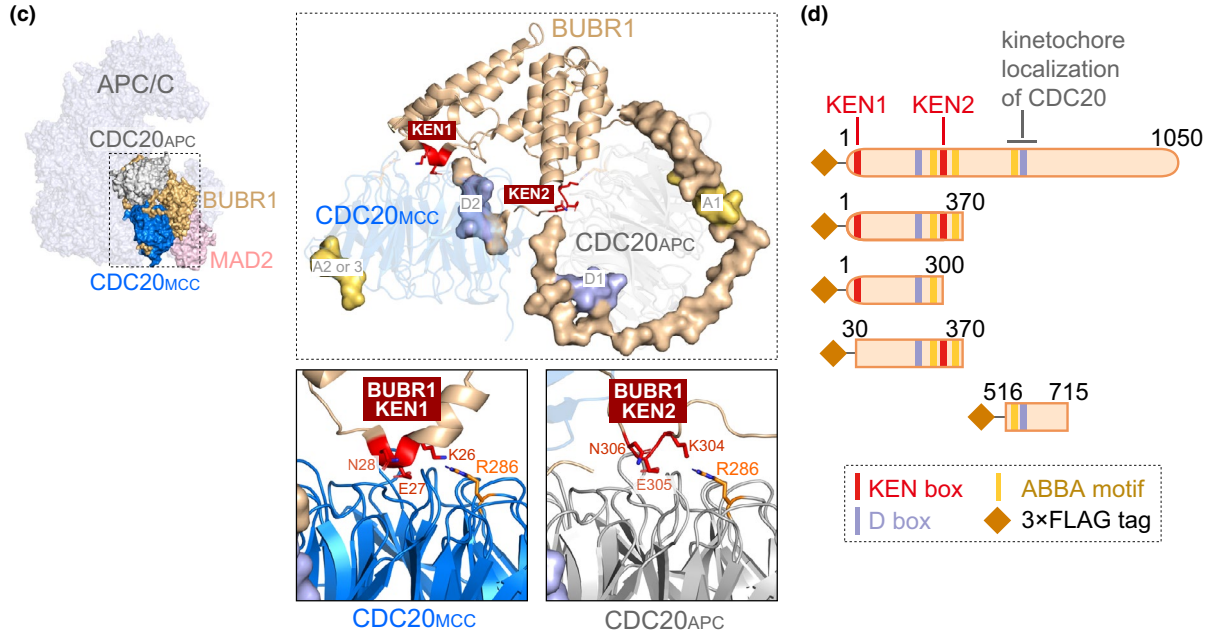 (c)
APC/C
CDC20APC
BUBR1
MAD2
CDC20MCC
BUBR1
KEN1
D2
KEN2
CDC20MCC
A1
CDC20APC
A2 or 3
D1
BUBR1
KEN1
N28
K26
E27
R286
CDC20MCC
BUBR1
KEN2
N306
K304
E305
R286
CDC20APC
(d)
kinetochore
localization
of CDC20
KEN1
KEN2
1
1050
1
370
1
300
30
370
516
715
KEN box
ABBA motif
D box
3×FLAG tag